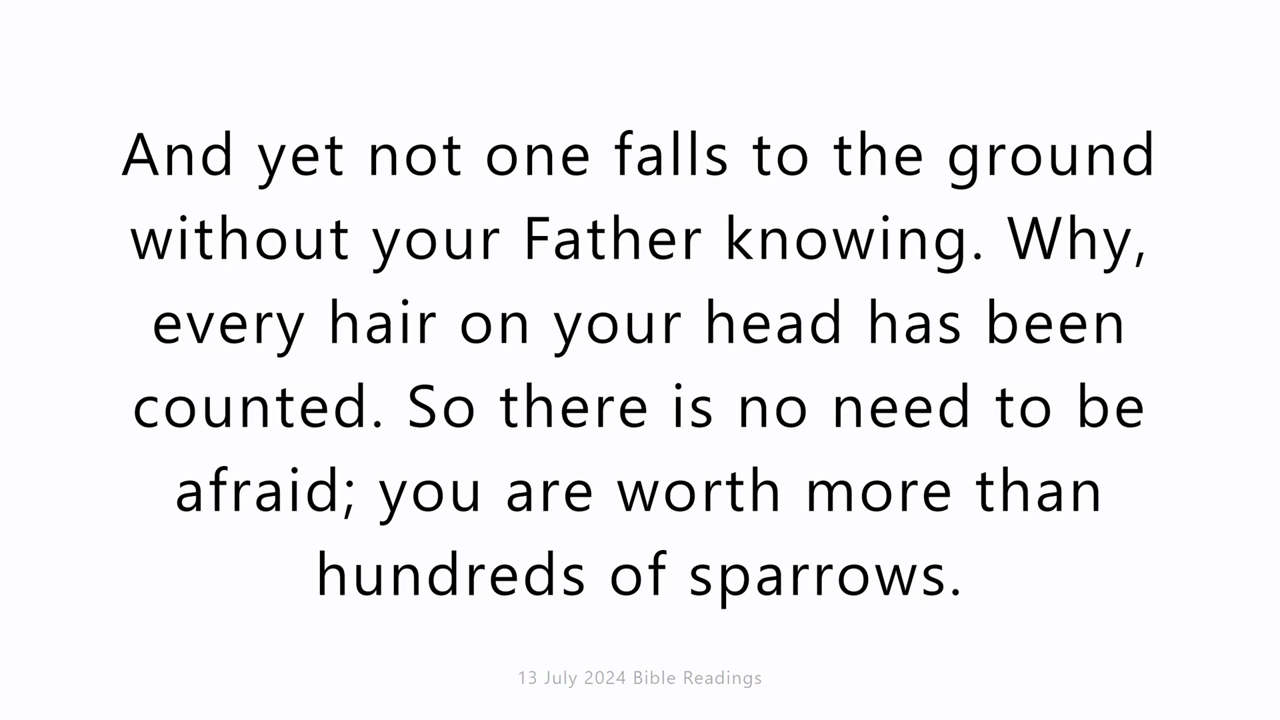 And yet not one falls to the ground
without your Father knowing. Why,
every hair on your head has been
counted. So there is no need to be
afraid; you are worth more than
hundreds of sparrows.
13 July 2024 Bible Readings